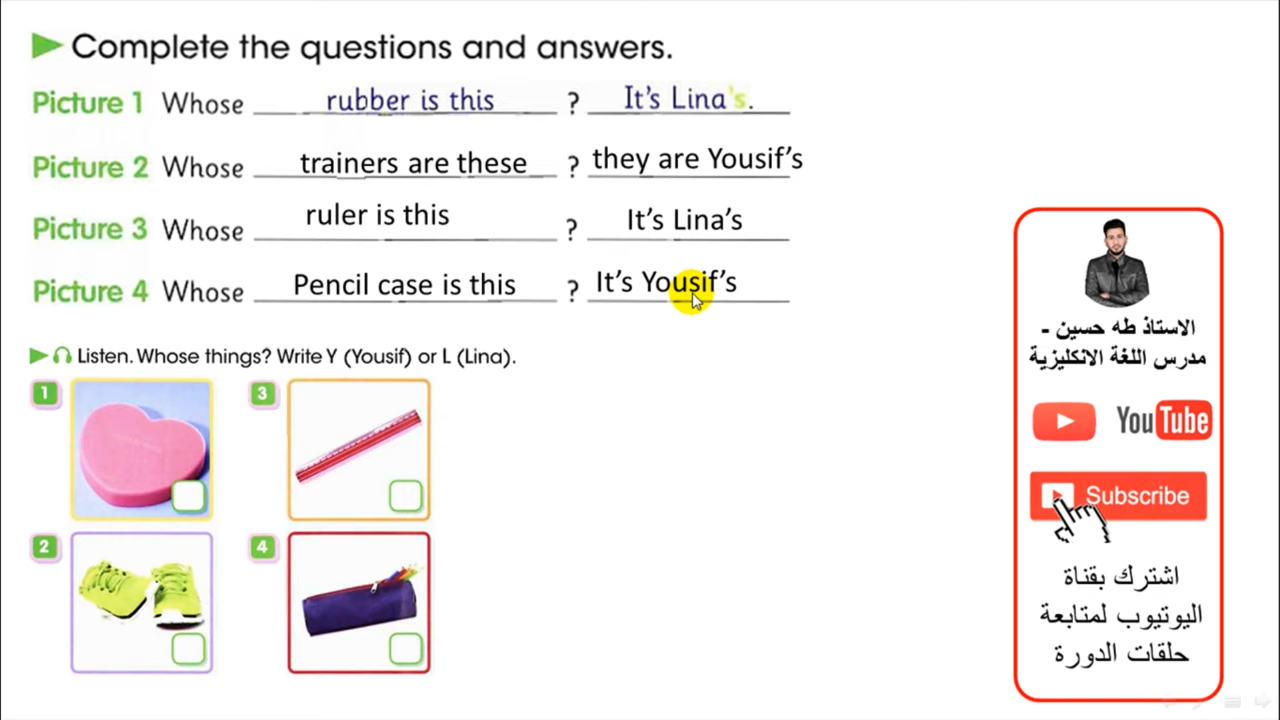 Complete the questions and answers.
Picture 1 Whose rubber is this ? It's Lina's.
Picture 2 Whose trainers are these ? they are Yousif's
Picture 3 Whose ruler is this ? It's Lina's
Picture 4 Whose Pencil case is this ? It's Yousif's
Listen. Whose things? Write Y (Yousif) or L (Lina).
1
3
2
4
الاستاذ طه حسين -
مدرس اللغة الانكليزية
YouTube
Subscribe
اشترك بقناة
اليوتيوب لمتابعة
حلقات الدورة